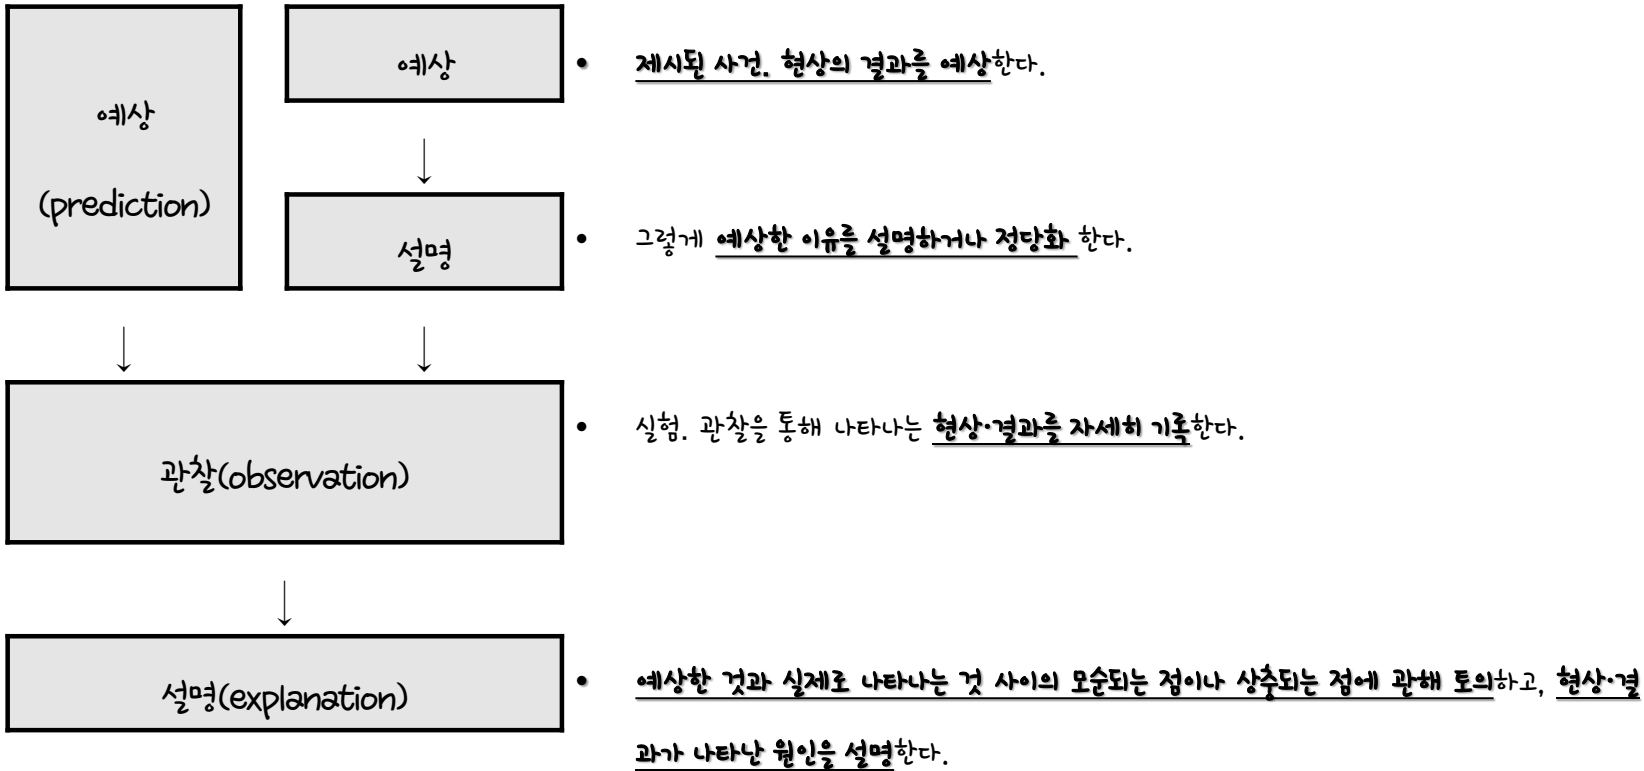 예상
(prediction)
예상
• 제시된 사건. 현상의 결과를 예상한다.
↓
설명
• 그렇게 예상한 이유를 설명하거나 정당화 한다.
↓ ↓
관찰(observation)
• 실험. 관찰을 통해 나타나는 현상·결과를 자세히 기록한다.
↓
설명(explanation)
• 예상한 것과 실제로 나타나는 것 사이의 모순되는 점이나 상충되는 점에 관해 토의하고, 현상·결
과가 나타난 원인을 설명한다.